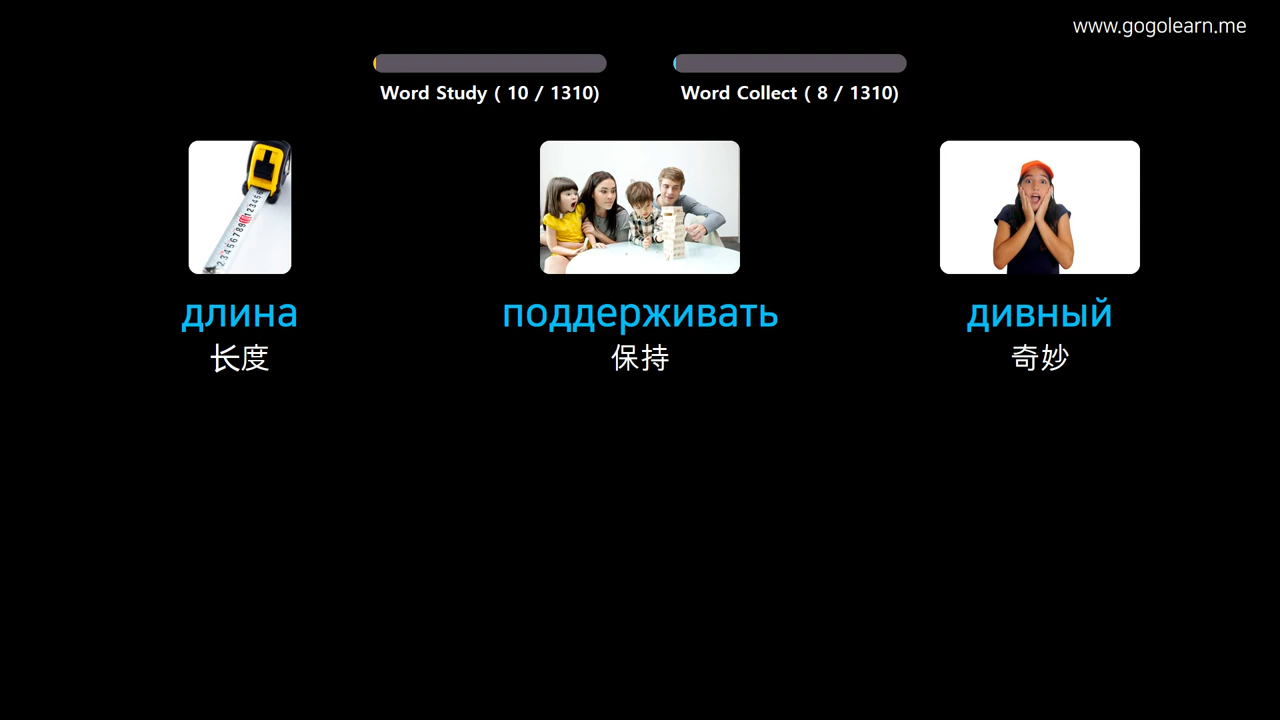 www.gogolearn.me
Word Study ( 10 / 1310)
Word Collect ( 8 / 1310)
длина
长度
поддерживать
保持
дивный
奇妙